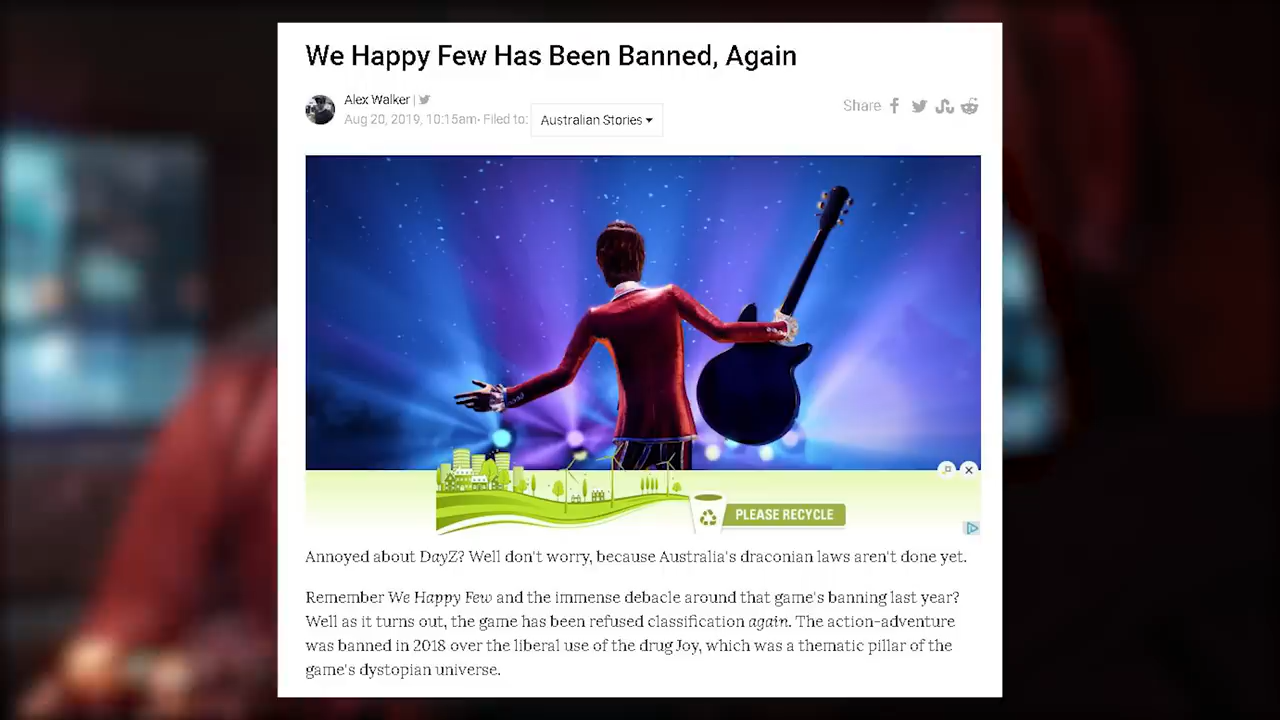 We Happy Few Has Been Banned, Again
Alex Walker |
Aug 20, 2019, 10:15am · Filed to: Australian Stories
Share
PLEASE RECYCLE
Annoyed about DayZ? Well don't worry, because Australia's draconian laws aren't done yet.
Remember We Happy Few and the immense debacle around that game's banning last year?
Well as it turns out, the game has been refused classification again. The action-adventure
was banned in 2018 over the liberal use of the drug Joy, which was a thematic pillar of the
game's dystopian universe.